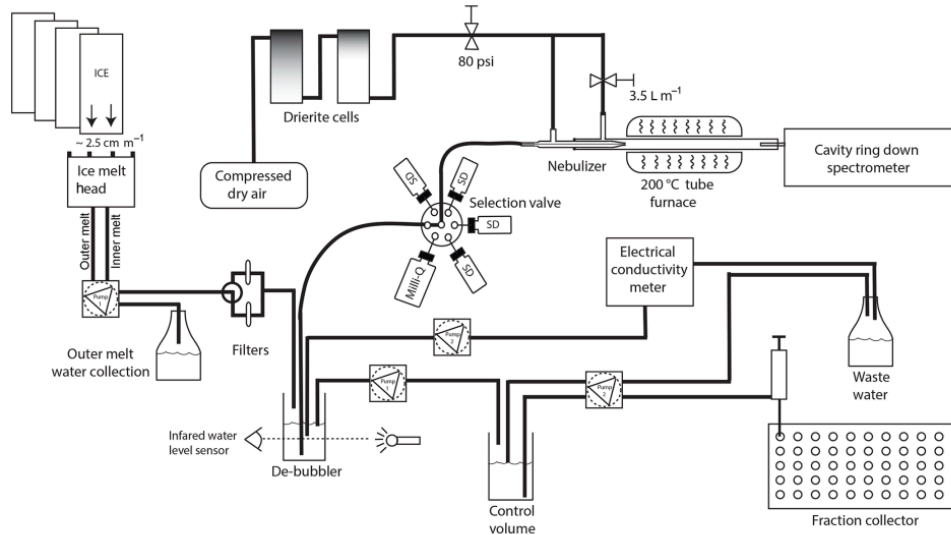 ICE
~ 2.5 cm m⁻¹
Ice melt
head
Outer melt
Inner melt
Pump
1
Outer melt
water collection
Filters
Compressed
dry air
Drierite cells
80 psi
3.5 L m⁻¹
Nebulizer
200 °C tube
furnace
Cavity ring down
spectrometer
Selection valve
SD
SD
SD
SD
Milli-Q
Electrical
conductivity
meter
Pump
2
Pump
1
Pump
2
Infared water
level sensor
De-bubbler
Control
volume
Waste
water
Fraction collector